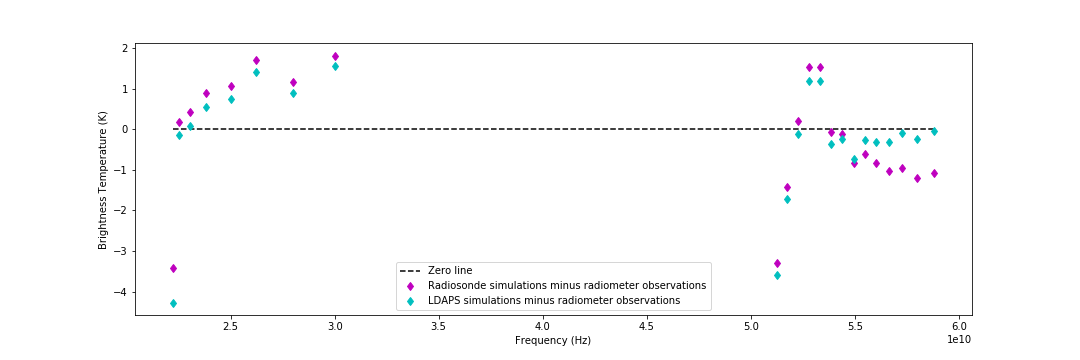 2
1
0
−1
−2
−3
−4
Brightness Temperature (K)
Zero line
Radiosonde simulations minus radiometer observations
LDAPS simulations minus radiometer observations
2.5 3.0 3.5 4.0 4.5 5.0 5.5 6.0
1e10
Frequency (Hz)